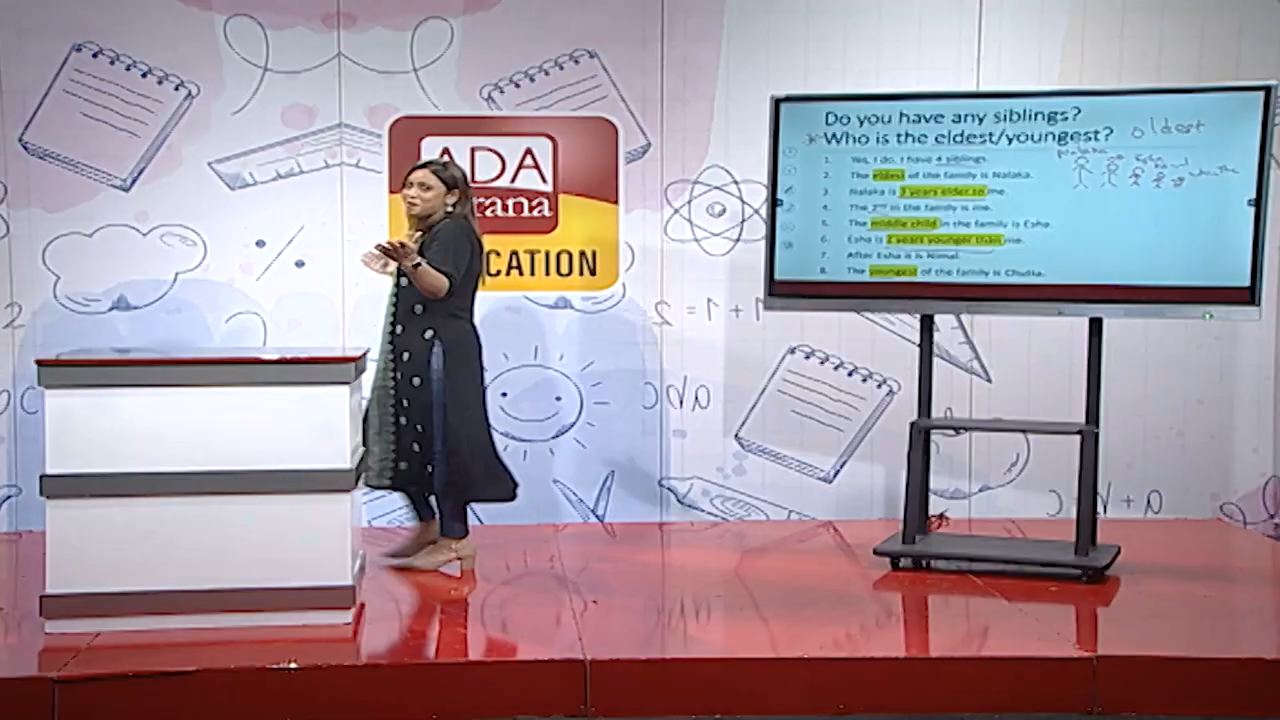 Do you have any siblings?
Who is the eldest/youngest?
oldest
1. Yes, I do. I have 4 siblings.
2. The eldest of the family is Nalaka.
3. Nalaka is 3 years elder to me.
4. The 2nd in the family is me.
5. The middle child in the family is Esha.
6. Esha is 2 years younger than me.
7. After Esha it is Nimal.
8. The youngest of the family is Chutta.
ADA
rana
CATION